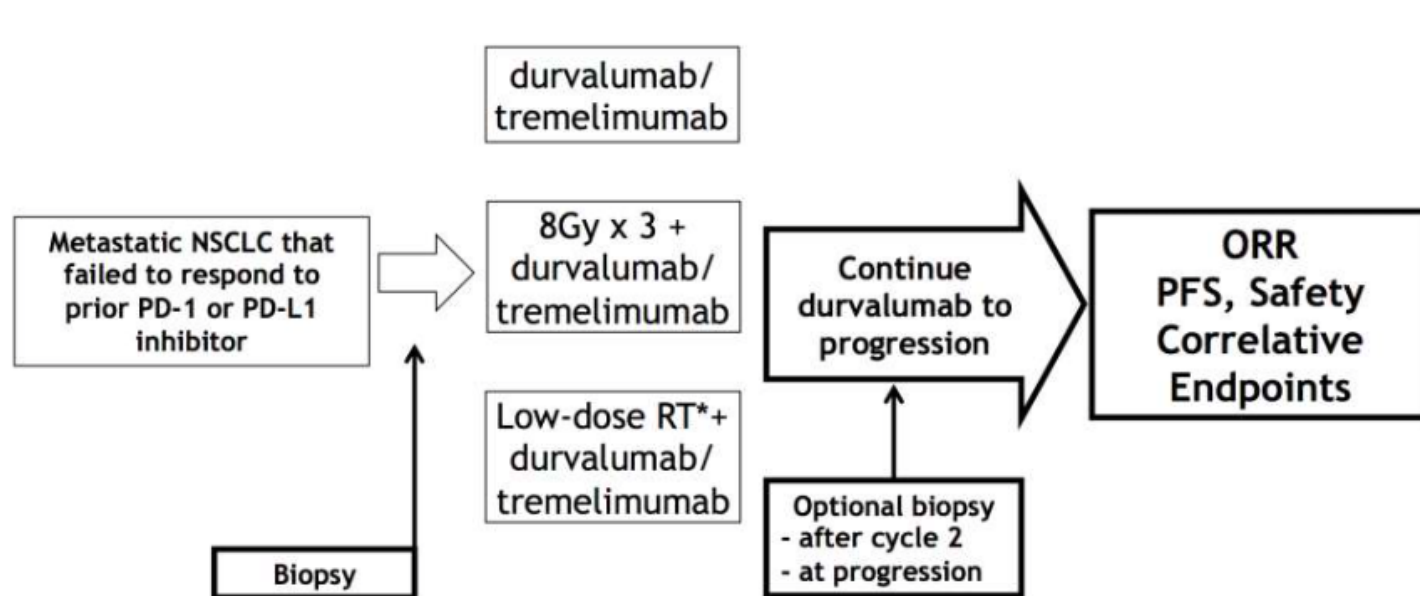 Metastatic NSCLC that
failed to respond to
prior PD-1 or PD-L1
inhibitor
Biopsy
durvalumab/
tremelimumab
8Gy x 3 +
durvalumab/
tremelimumab
Low-dose RT*+
durvalumab/
tremelimumab
Continue
durvalumab to
progression
Optional biopsy
- after cycle 2
- at progression
ORR
PFS, Safety
Correlative
Endpoints